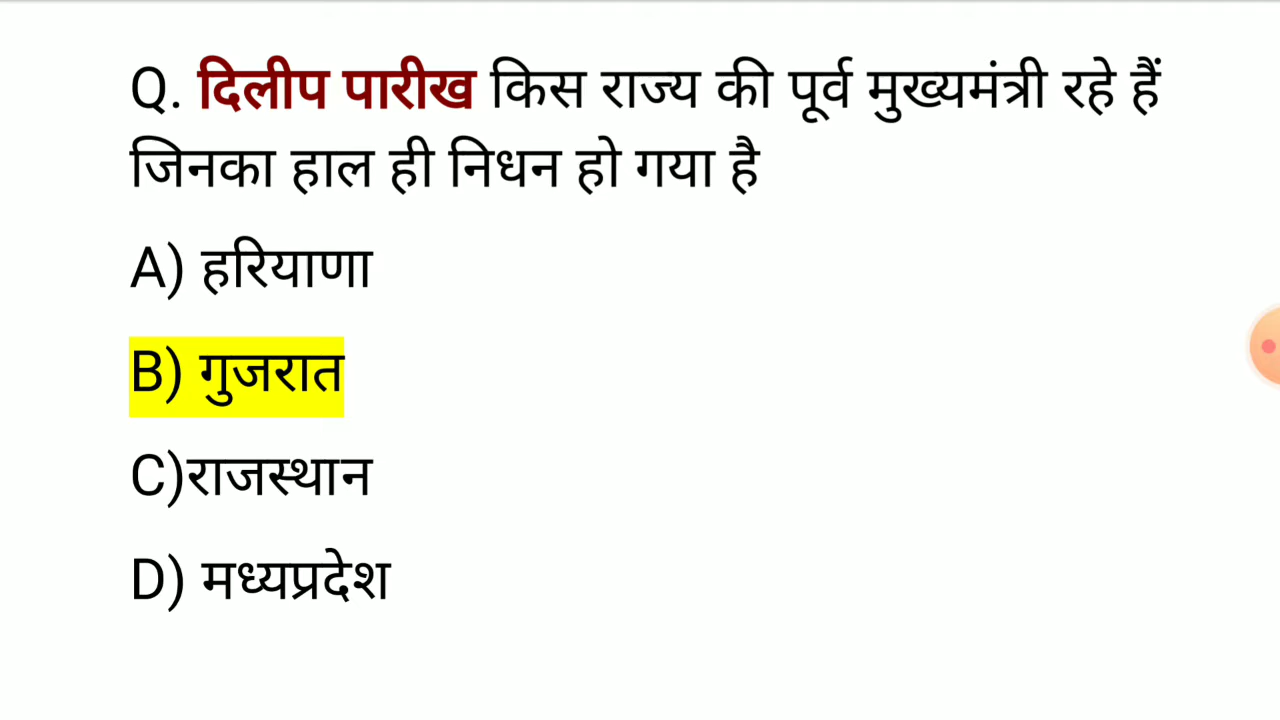 Q. दिलीप पारीख किस राज्य की पूर्व मुख्यमंत्री रहे हैं
जिनका हाल ही निधन हो गया है
A) हरियाणा
B) गुजरात
C)राजस्थान
D) मध्यप्रदेश